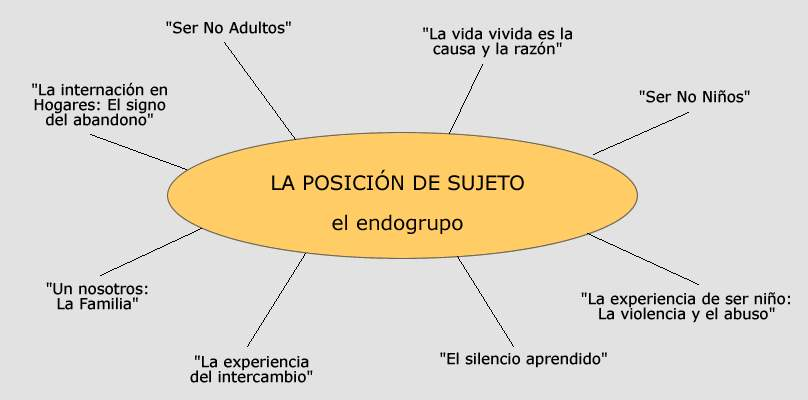 "Ser No Adultos"
"La vida vivida es la
causa y la razón"
"La internación en
Hogares: El signo
del abandono"
"Ser No Niños"
LA POSICIÓN DE SUJETO
el endogrupo
"Un nosotros:
La Familia"
"La experiencia de ser niño:
La violencia y el abuso"
"La experiencia
del intercambio"
"El silencio aprendido"